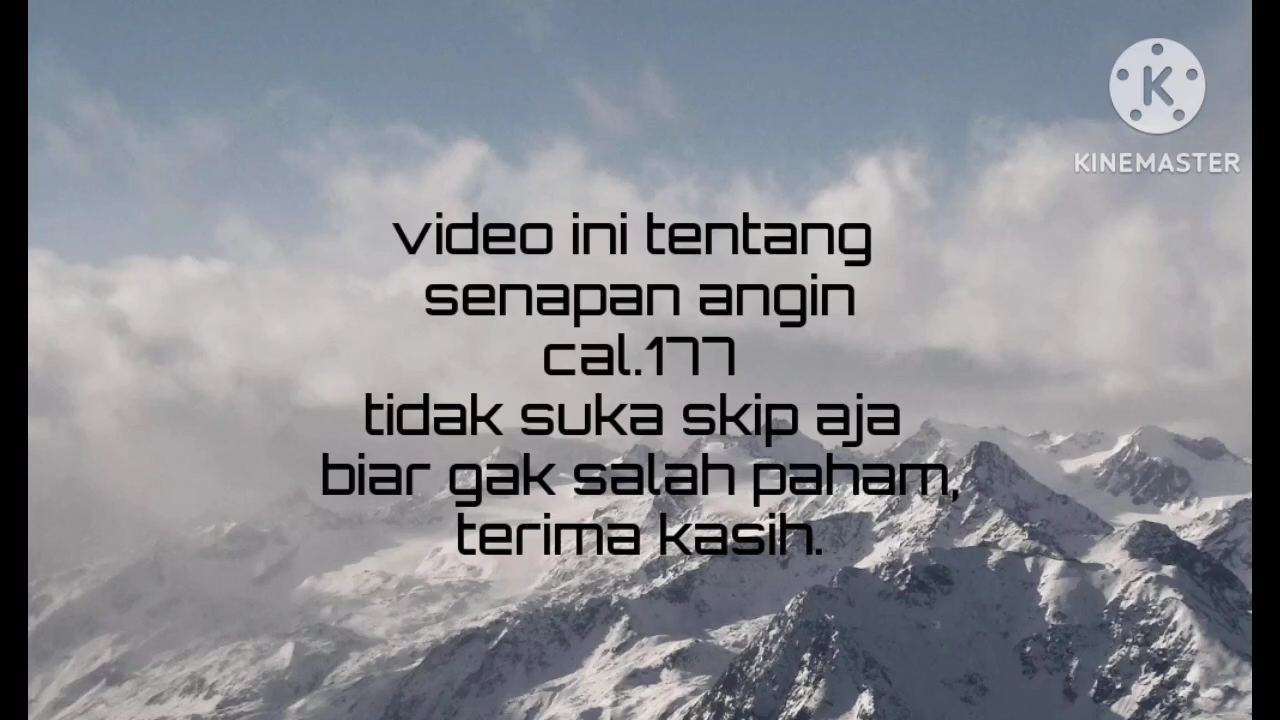 KINEMASTER
video ini tentang
senapan angin
cal.177
tidak suka skip aja
biar gak salah paham,
terima kasih.